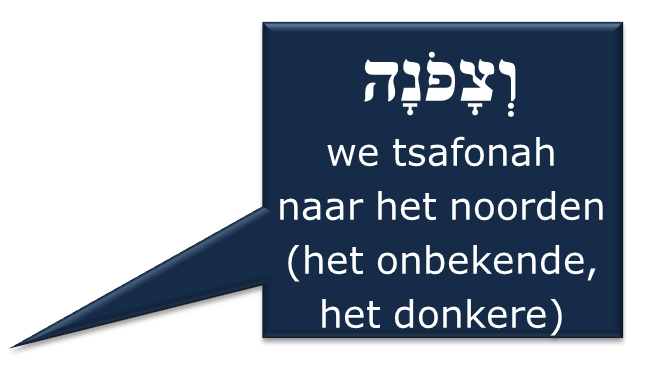 וְצָפֹנָה
we tsafonah
naar het noorden
(het onbekende,
het donkere)